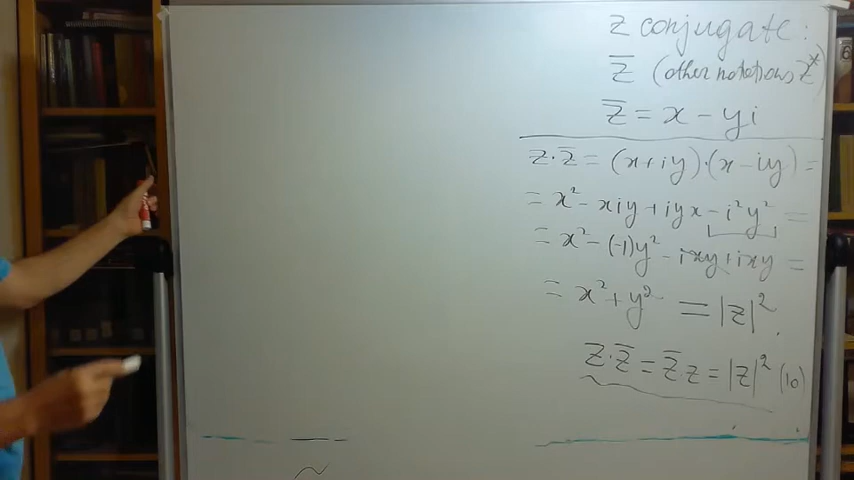 z conjugate:
z̅ (other notations z*)
z̅ = x - yi
z·z̅ = (x+iy)·(x-iy) =
= x² - xiy + iyx - i²y² =
= x² - (-1)y² - ixy + ixy =
= x² + y² = |z|².
z·z̅ = z̅·z = |z|² (10)